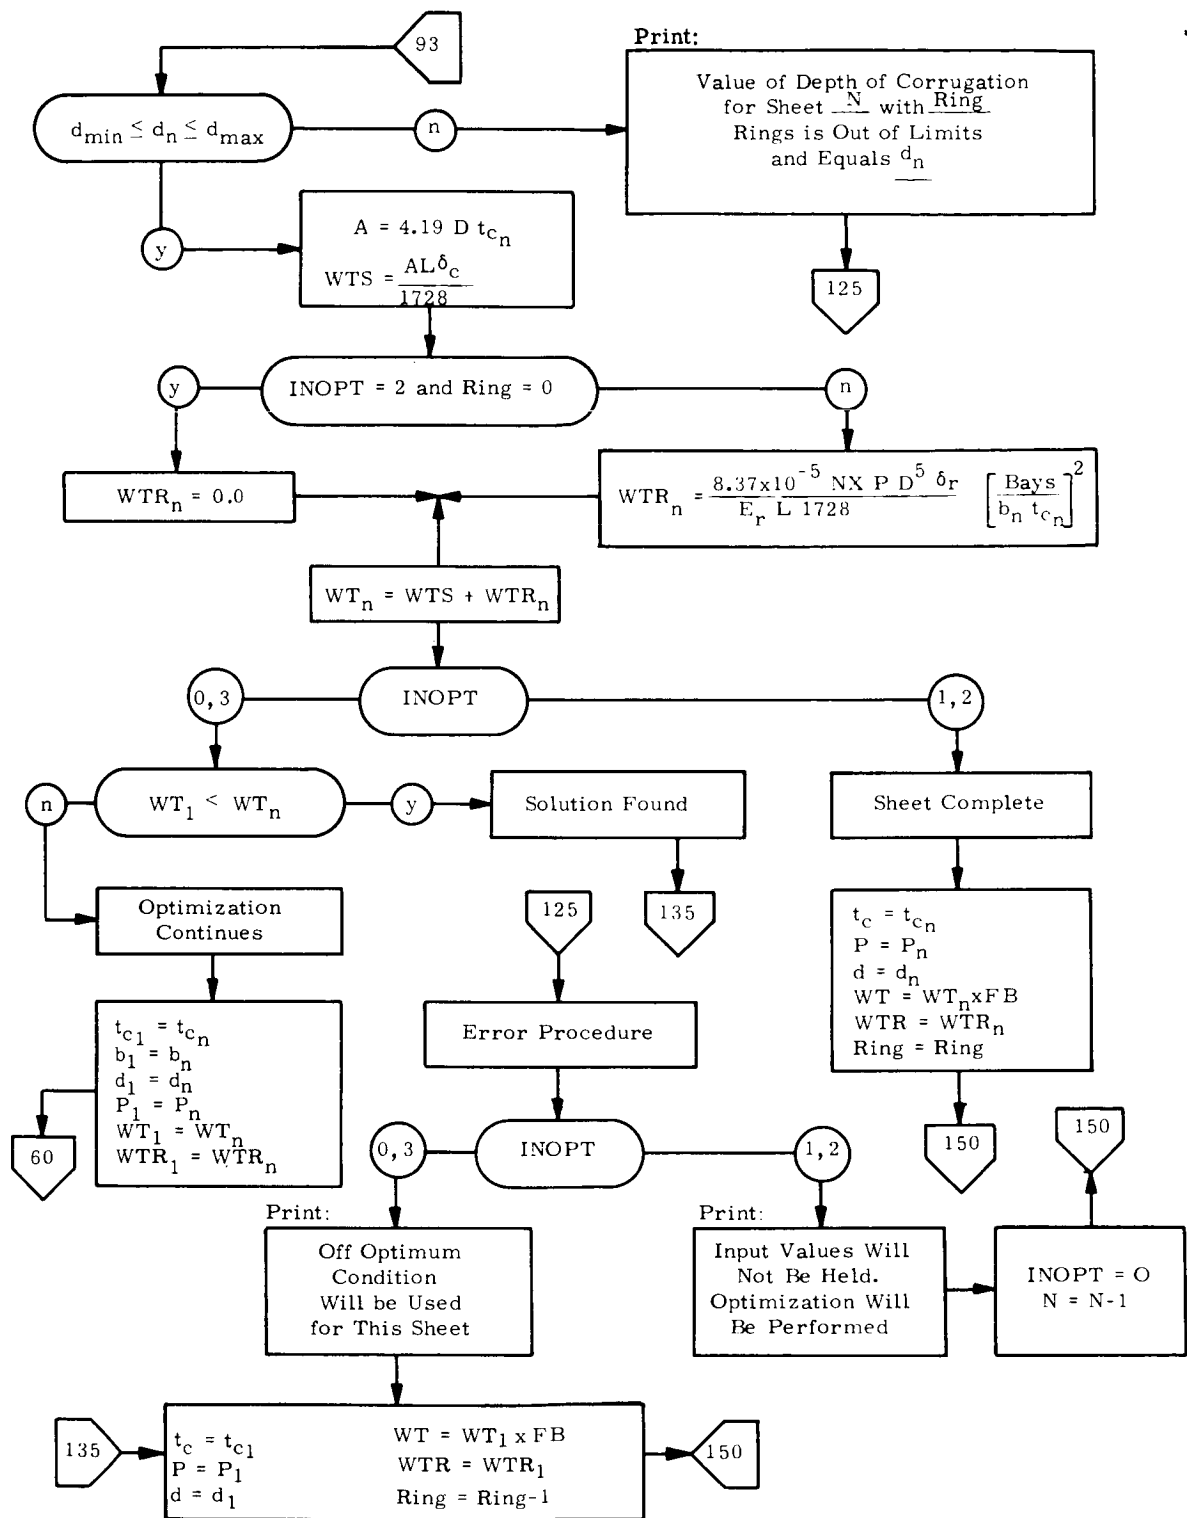 93
Print:
Value of Depth of Corrugation
for Sheet N with Ring
Rings is Out of Limits
and Equals d_n
d_min ≤ d_n ≤ d_max
n
y
A = 4.19 D t_c_n
WTS = AL δ_c / 1728
125
y
INOPT = 2 and Ring = 0
n
WTR_n = 0.0
WTR_n = 8.37x10^-5 NX P D^5 δ_r / E_r L 1728 [Bays / b_n t_c_n]^2
WT_n = WTS + WTR_n
0, 3
INOPT
1, 2
n
WT_1 < WT_n
y
Solution Found
Sheet Complete
Optimization
Continues
125
135
t_c = t_c_n
P = P_n
d = d_n
WT = WT_n x FB
WTR = WTR_n
Ring = Ring
t_c_1 = t_c_n
b_1 = b_n
d_1 = d_n
P_1 = P_n
WT_1 = WT_n
WTR_1 = WTR_n
Error Procedure
60
0, 3
INOPT
1, 2
150
150
Print:
Off Optimum
Condition
Will be Used
for This Sheet
Print:
Input Values Will
Not Be Held.
Optimization Will
Be Performed
INOPT = O
N = N-1
135
t_c = t_c_1
P = P_1
d = d_1
WT = WT_1 x FB
WTR = WTR_1
Ring = Ring-1
150